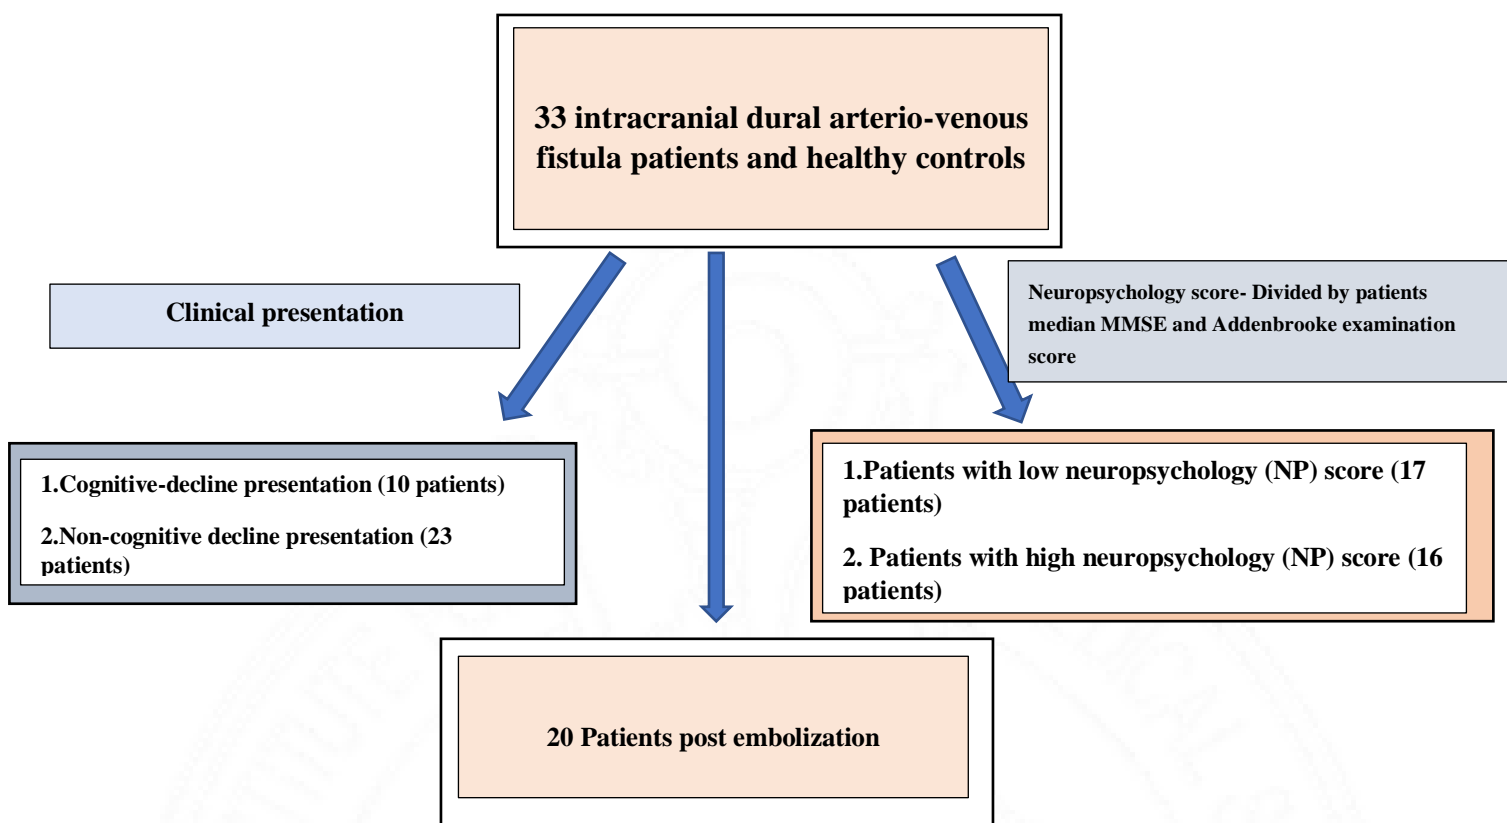 33 intracranial dural arterio-venous
fistula patients and healthy controls
Clinical presentation
Neuropsychology score- Divided by patients
median MMSE and Addenbrooke examination
score
1.Cognitive-decline presentation (10 patients)
2.Non-cognitive decline presentation (23
patients)
1.Patients with low neuropsychology (NP) score (17
patients)
2. Patients with high neuropsychology (NP) score (16
patients)
20 Patients post embolization